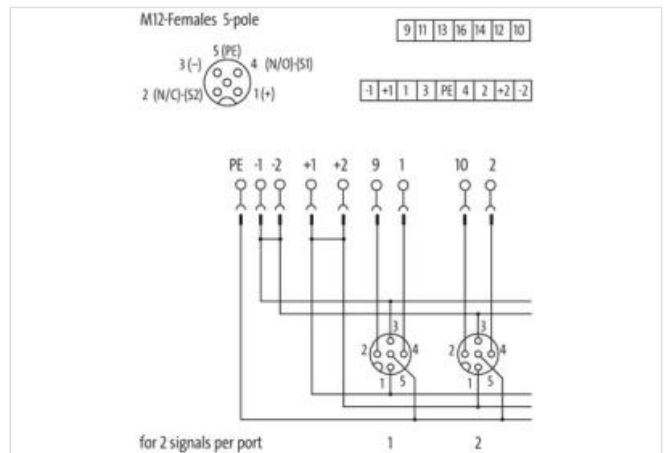 M12-Females 5-pole
9 11 13 16 14 12 10
5 (PE)
3 (−) 4 (N/O)-(S1)
2 (N/C)-(S2) 1 (+)
-1 +1 1 3 PE 4 2 +2 -2
PE -1 -2 +1 +2 9 1 10 2
3 3
2 4 2 4
1 5 1 5
for 2 signals per port 1 2